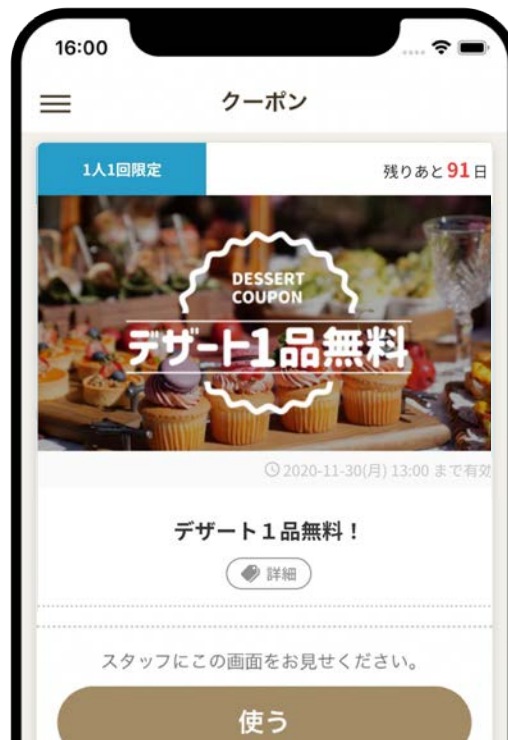 16:00
クーポン
1人1回限定
残りあと91日
DESSERT
COUPON
デザート1品無料
2020-11-30(月) 13:00 まで有効
デザート１品無料！
詳細
スタッフにこの画面をお見せください。
使う